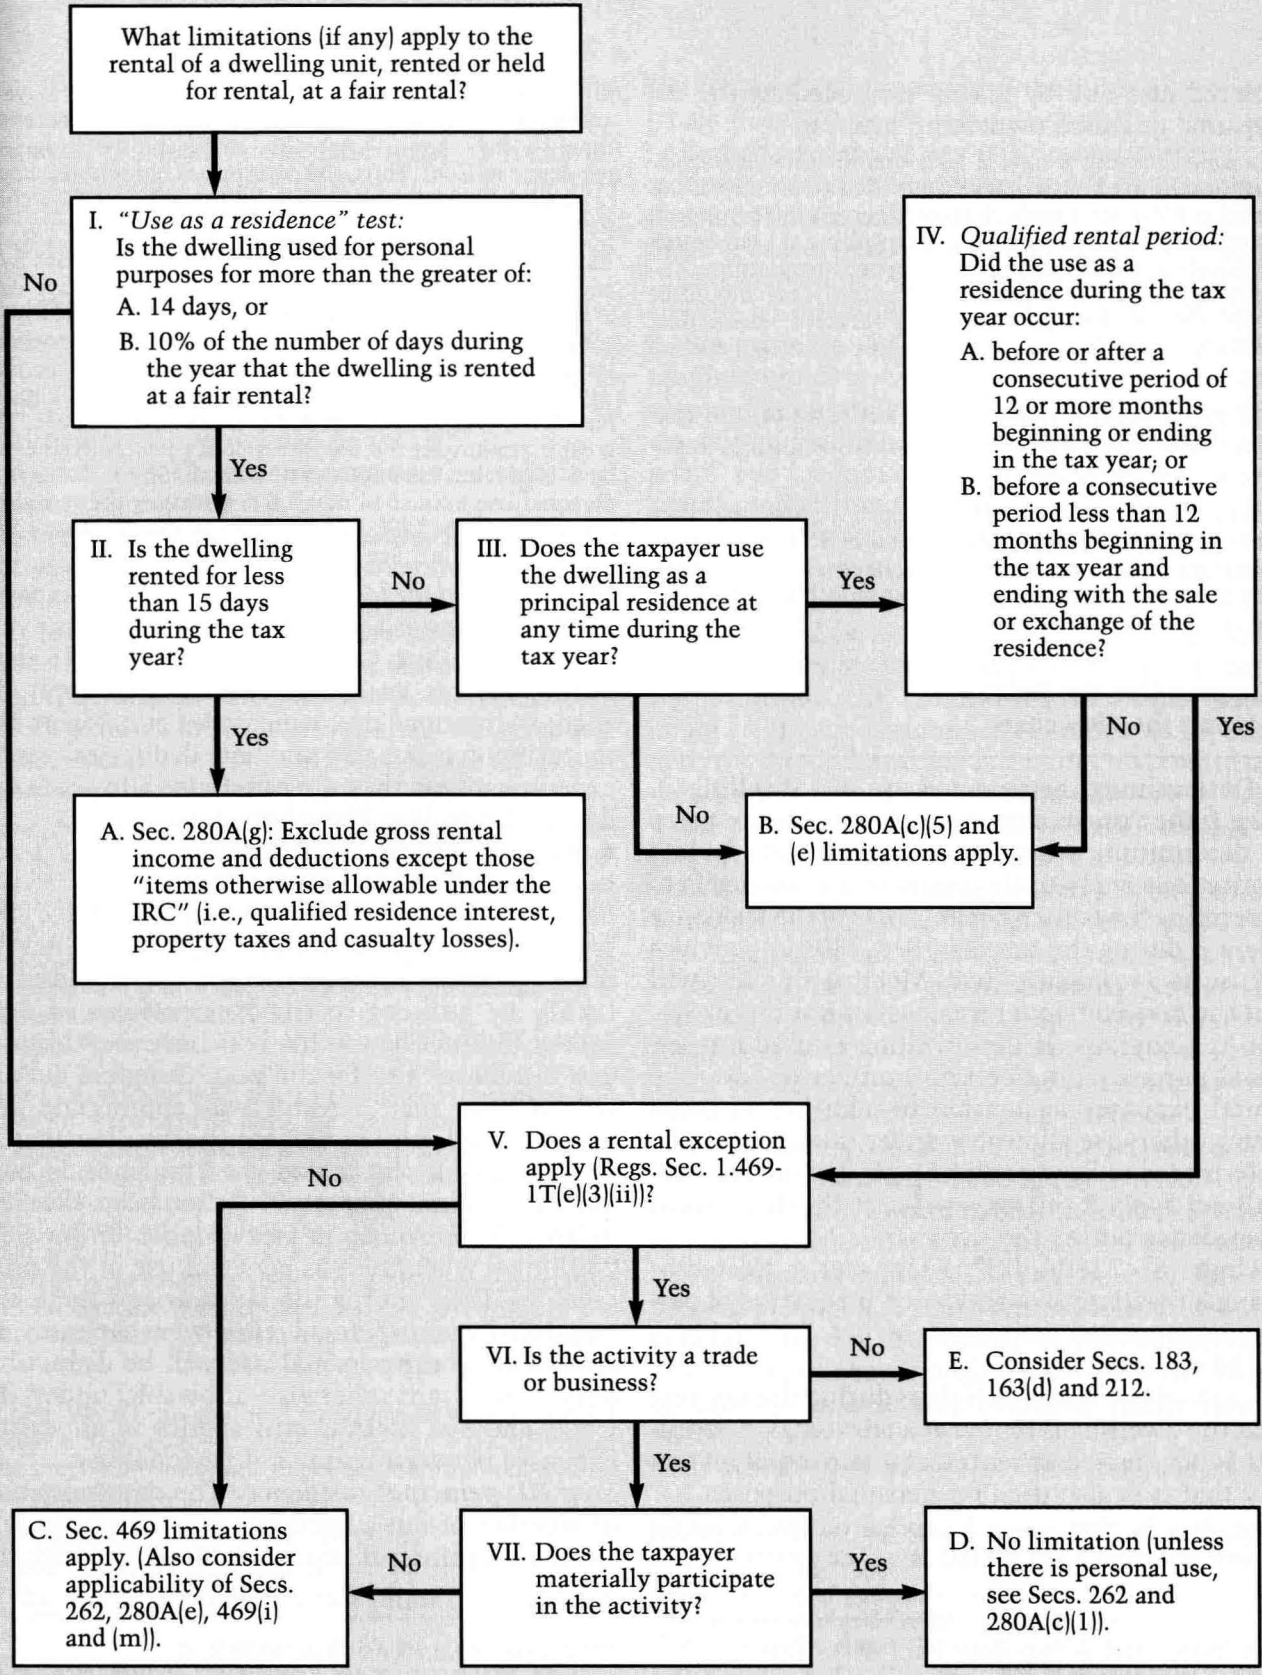 What limitations (if any) apply to the
rental of a dwelling unit, rented or held
for rental, at a fair rental?
I. “Use as a residence” test:
Is the dwelling used for personal
purposes for more than the greater of:
A. 14 days, or
B. 10% of the number of days during
the year that the dwelling is rented
at a fair rental?
No
Yes
IV. Qualified rental period:
Did the use as a
residence during the tax
year occur:
A. before or after a
consecutive period of
12 or more months
beginning or ending
in the tax year; or
B. before a consecutive
period less than 12
months beginning in
the tax year and
ending with the sale
or exchange of the
residence?
II. Is the dwelling
rented for less
than 15 days
during the tax
year?
No
III. Does the taxpayer use
the dwelling as a
principal residence at
any time during the
tax year?
Yes
Yes
No
No
Yes
A. Sec. 280A(g): Exclude gross rental
income and deductions except those
“items otherwise allowable under the
IRC” (i.e., qualified residence interest,
property taxes and casualty losses).
B. Sec. 280A(c)(5) and
(e) limitations apply.
V. Does a rental exception
apply (Regs. Sec. 1.469-
1T(e)(3)(ii))?
No
Yes
VI. Is the activity a trade
or business?
No
E. Consider Secs. 183,
163(d) and 212.
Yes
C. Sec. 469 limitations
apply. (Also consider
applicability of Secs.
262, 280A(e), 469(i)
and (m)).
No
VII. Does the taxpayer
materially participate
in the activity?
Yes
D. No limitation (unless
there is personal use,
see Secs. 262 and
280A(c)(1)).